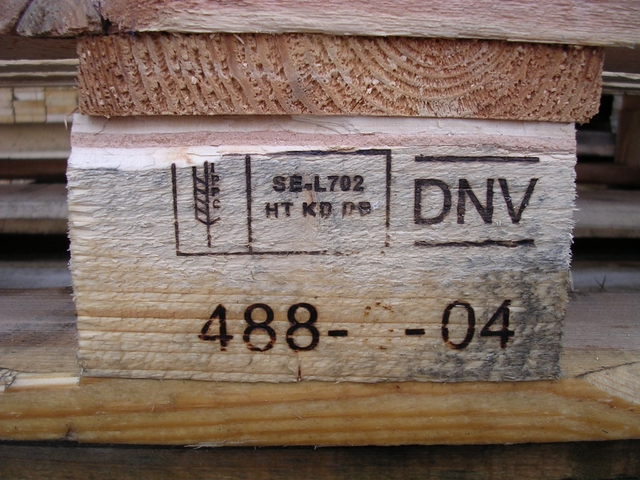 IPPC
SE-L702
HT KD DB
DNV
488- -04